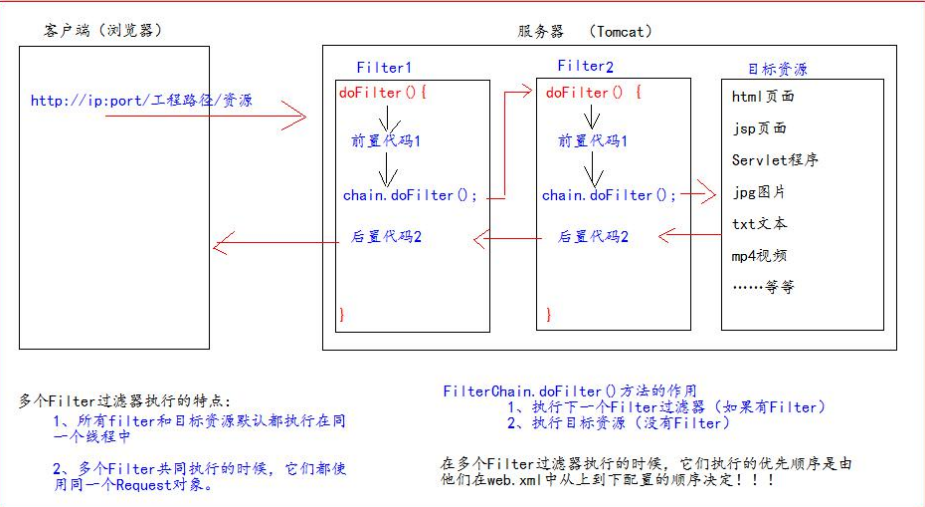 客户端（浏览器）
http://ip:port/工程路径/资源
服务器 （Tomcat）
Filter1
doFilter(){
前置代码1
chain.doFilter();
后置代码2
}
Filter2
doFilter() {
前置代码1
chain.doFilter();
后置代码2
}
目标资源
html页面
jsp页面
Servlet程序
jpg图片
txt文本
mp4视频
……等等
多个Filter过滤器执行的特点：
1、所有filter和目标资源默认都执行在同
一个线程中
2、多个Filter共同执行的时候，它们都使
用同一个Request对象。
FilterChain.doFilter()方法的作用
1、执行下一个Filter过滤器（如果有Filter）
2、执行目标资源（没有Filter）
在多个Filter过滤器执行的时候，它们执行的优先顺序是由
他们在web.xml中从上到下配置的顺序决定！！！